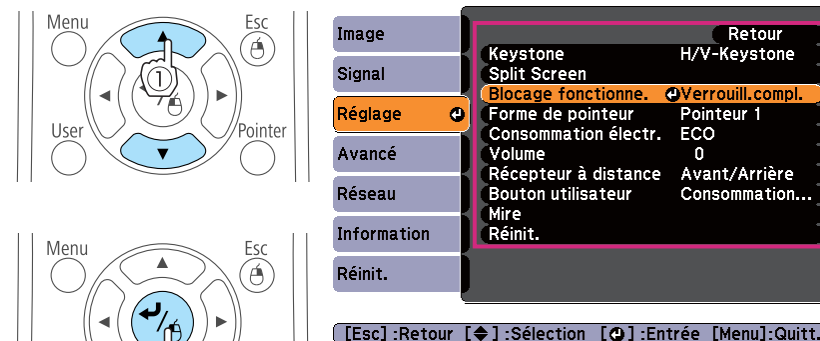 Menu
Esc
1
User
Pointer
Menu
Esc
Image
Signal
Réglage
Avancé
Réseau
Information
Réinit.
Retour
Keystone H/V-Keystone
Split Screen
Blocage fonctionne. Verrouill.compl.
Forme de pointeur Pointeur 1
Consommation électr. ECO
Volume 0
Récepteur à distance Avant/Arrière
Bouton utilisateur Consommation...
Mire
Réinit.
[Esc] :Retour [◆] :Sélection [↵] :Entrée [Menu]:Quitt.